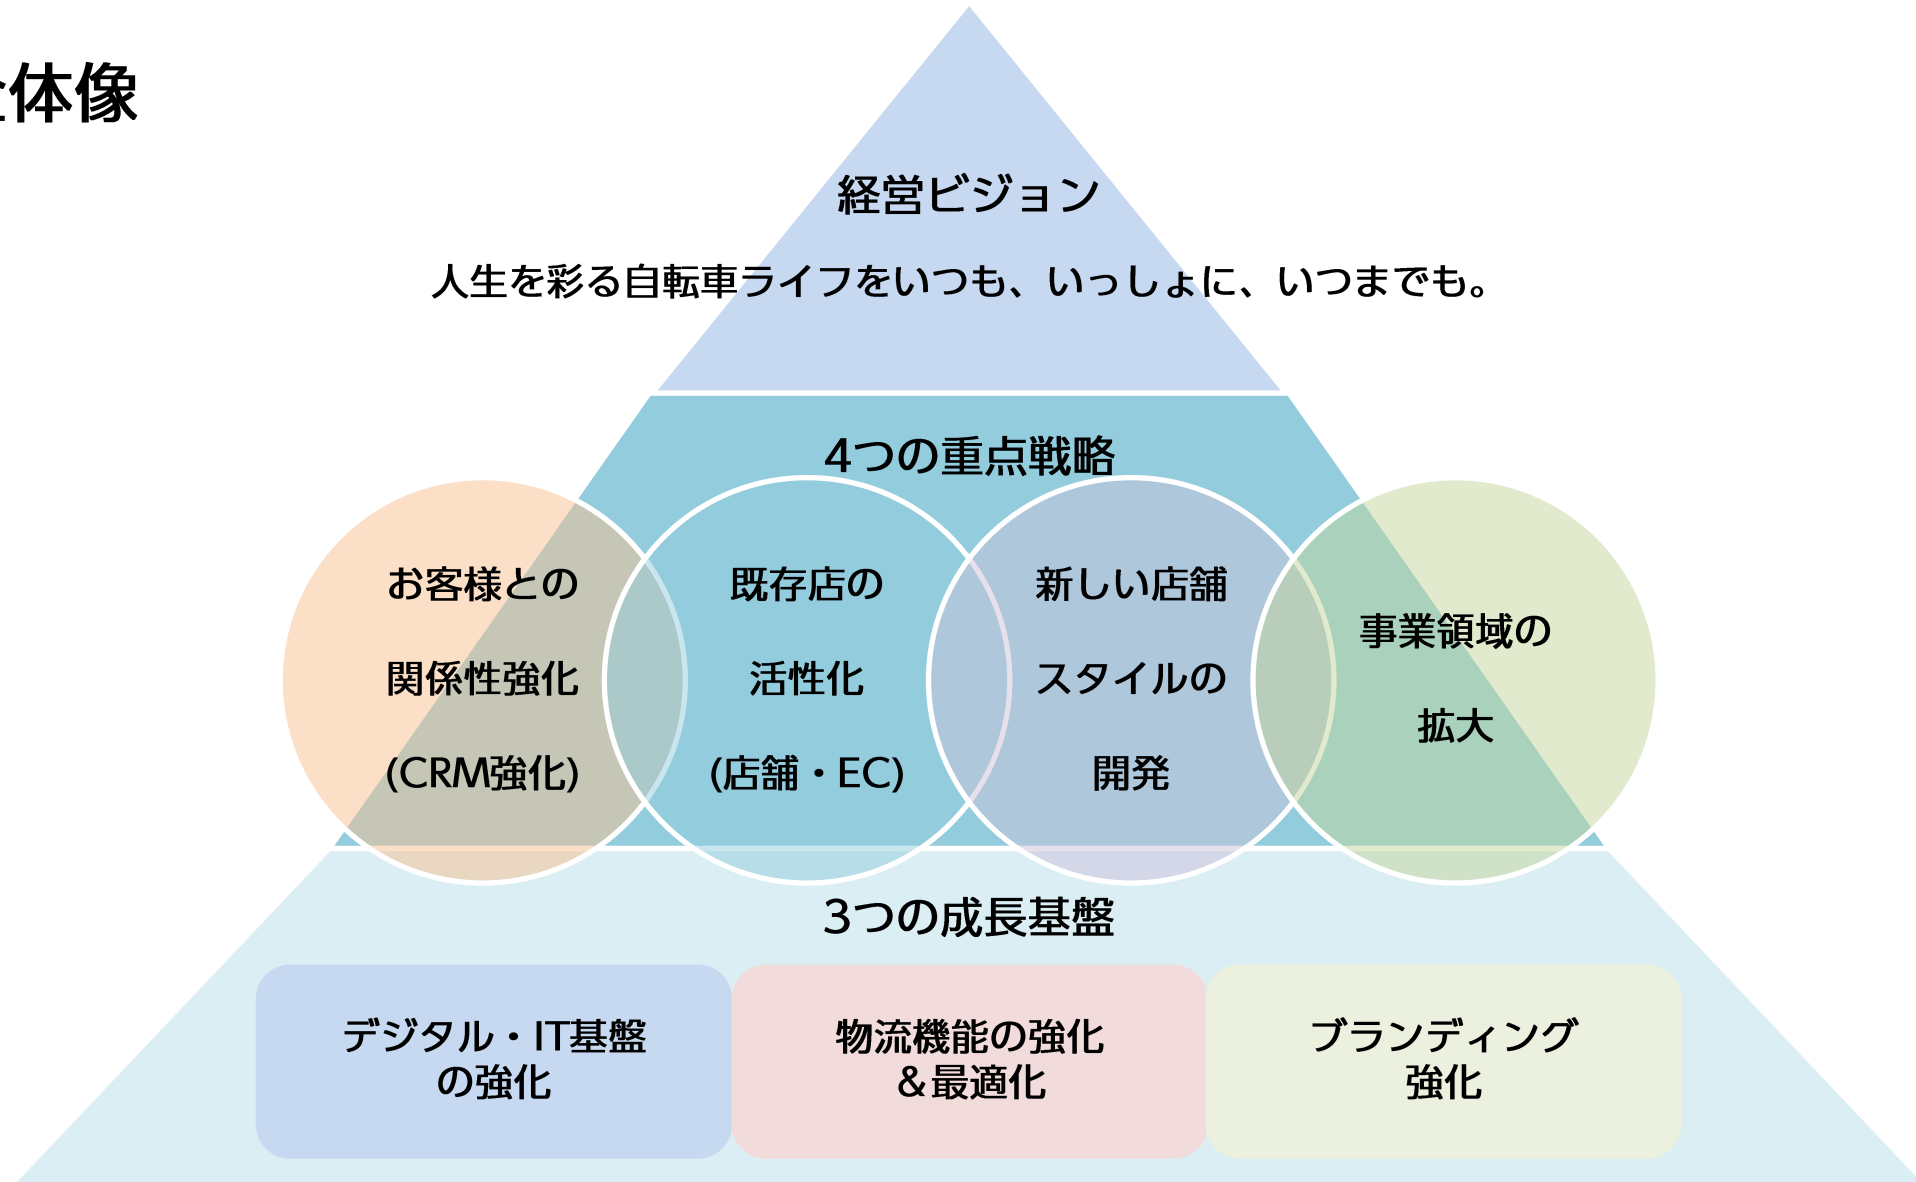 体像
経営ビジョン
人生を彩る自転車ライフをいつも、いっしょに、いつまでも。
4つの重点戦略
お客様との
関係性強化
(CRM強化)
既存店の
活性化
(店舗・EC)
新しい店舗
スタイルの
開発
事業領域の
拡大
3つの成長基盤
デジタル・IT基盤
の強化
物流機能の強化
＆最適化
ブランディング
強化